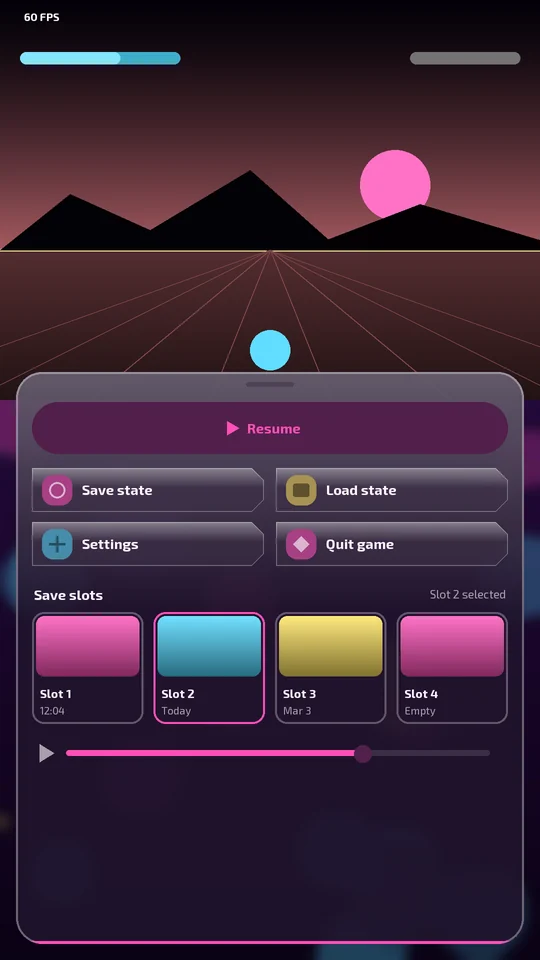 60 FPS
Resume
Save state
Load state
Settings
Quit game
Save slots
Slot 2 selected
Slot 1
12:04
Slot 2
Today
Slot 3
Mar 3
Slot 4
Empty